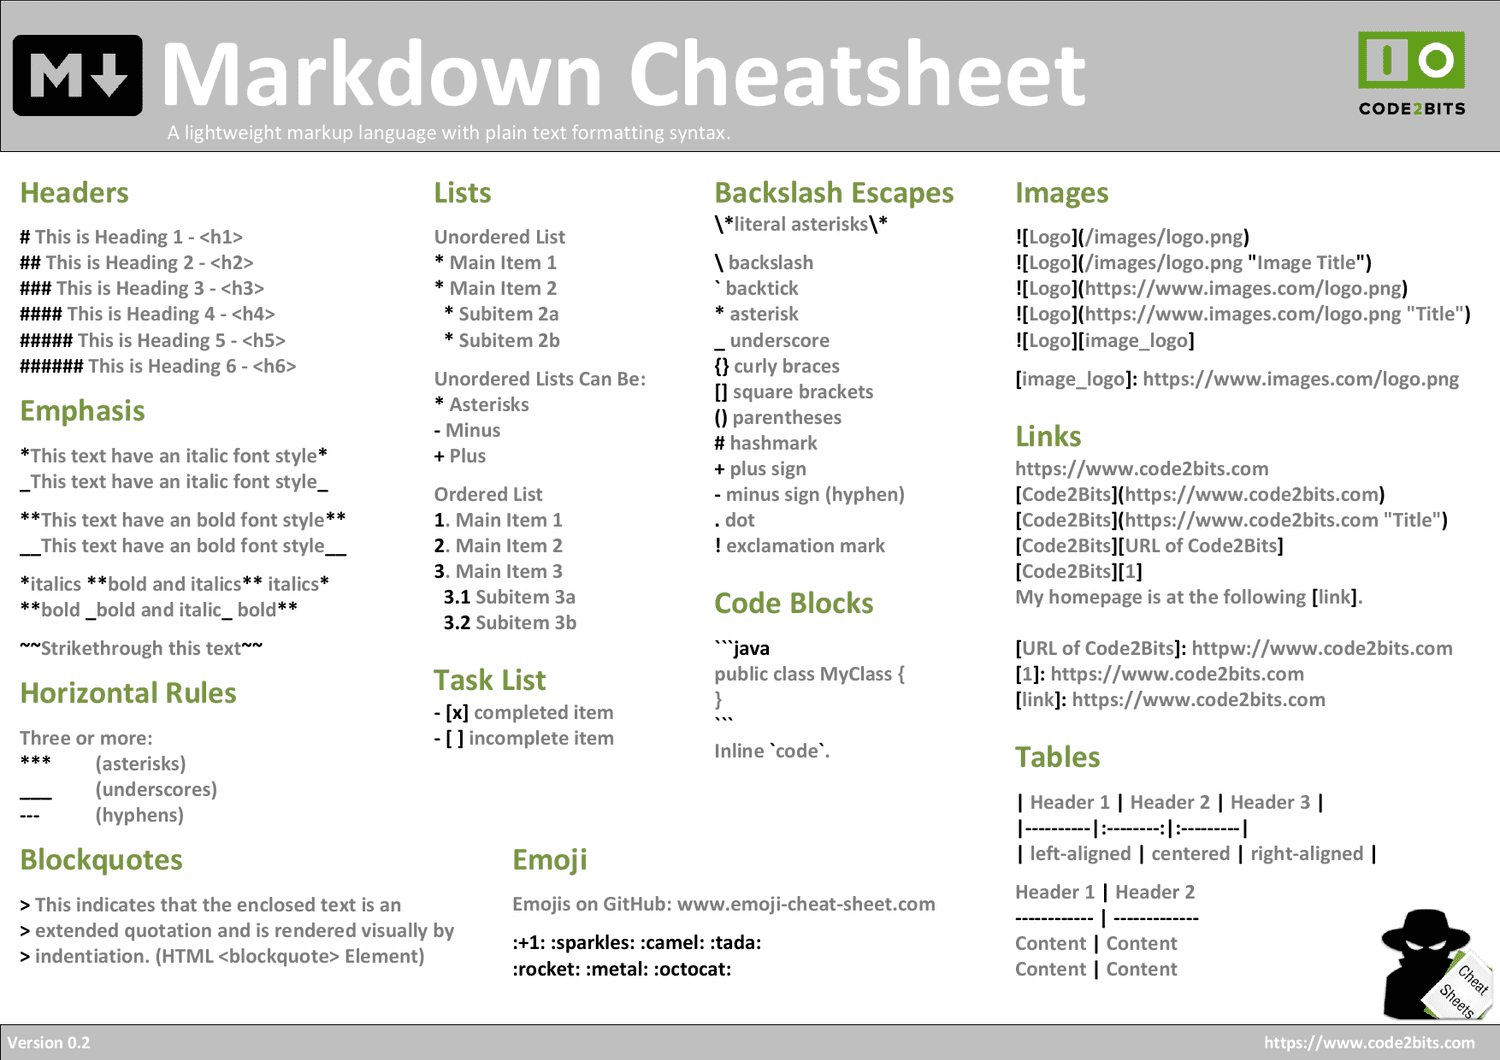 M
Markdown Cheatsheet
A lightweight markup language with plain text formatting syntax.
CODE2BITS
Headers
# This is Heading 1 - <h1>
## This is Heading 2 - <h2>
### This is Heading 3 - <h3>
#### This is Heading 4 - <h4>
##### This is Heading 5 - <h5>
###### This is Heading 6 - <h6>
Emphasis
*This text have an italic font style*
_This text have an italic font style_
**This text have an bold font style**
__This text have an bold font style__
*italics **bold and italics** italics*
**bold _bold and italic_ bold**
~~Strikethrough this text~~
Horizontal Rules
Three or more:
*** (asterisks)
___ (underscores)
--- (hyphens)
Blockquotes
> This indicates that the enclosed text is an
> extended quotation and is rendered visually by
> indentiation. (HTML <blockquote> Element)
Lists
Unordered List
* Main Item 1
* Main Item 2
  * Subitem 2a
  * Subitem 2b
Unordered Lists Can Be:
* Asterisks
- Minus
+ Plus
Ordered List
1. Main Item 1
2. Main Item 2
3. Main Item 3
  3.1 Subitem 3a
  3.2 Subitem 3b
Task List
- [x] completed item
- [ ] incomplete item
Emoji
Emojis on GitHub: www.emoji-cheat-sheet.com
:+1: :sparkles: :camel: :tada:
:rocket: :metal: :octocat:
Backslash Escapes
\*literal asterisks\*
\ backslash
` backtick
* asterisk
_ underscore
{} curly braces
[] square brackets
() parentheses
# hashmark
+ plus sign
- minus sign (hyphen)
. dot
! exclamation mark
Code Blocks
```java
public class MyClass {
}
```
Inline `code`.
Images
![Logo](/images/logo.png)
![Logo](/images/logo.png "Image Title")
![Logo](https://www.images.com/logo.png)
![Logo](https://www.images.com/logo.png "Title")
![Logo][image_logo]
[image_logo]: https://www.images.com/logo.png
Links
https://www.code2bits.com
[Code2Bits](https://www.code2bits.com)
[Code2Bits](https://www.code2bits.com "Title")
[Code2Bits][URL of Code2Bits]
[Code2Bits][1]
My homepage is at the following [link].
[URL of Code2Bits]: httpw://www.code2bits.com
[1]: https://www.code2bits.com
[link]: https://www.code2bits.com
Tables
| Header 1 | Header 2 | Header 3 |
|----------|:--------:|:---------|
| left-aligned | centered | right-aligned |
Header 1 | Header 2
------------ | -------------
Content | Content
Content | Content
Cheat
Sheets
Version 0.2
https://www.code2bits.com